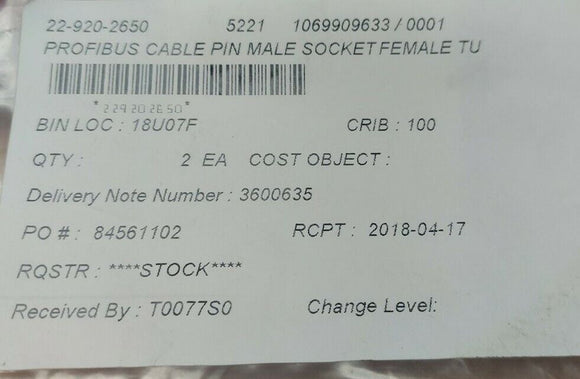 22-920-2650 5221 1069909633 / 0001
PROFIBUS CABLE PIN MALE SOCKET FEMALE TU
*229202650*
BIN LOC : 18U07F CRIB : 100
QTY : 2 EA COST OBJECT :
Delivery Note Number : 3600635
PO # : 84561102 RCPT : 2018-04-17
RQSTR : ****STOCK****
Received By : T0077S0 Change Level: